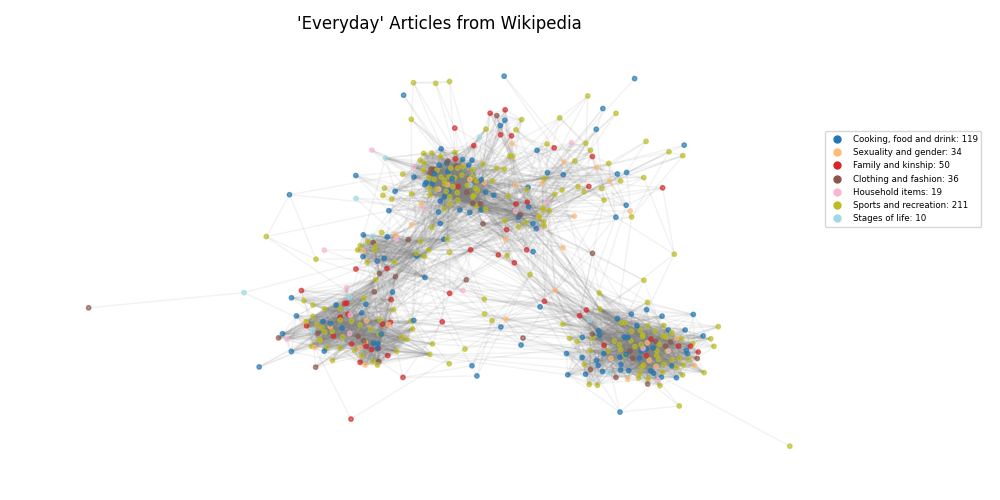 'Everyday' Articles from Wikipedia
Cooking, food and drink: 119
Sexuality and gender: 34
Family and kinship: 50
Clothing and fashion: 36
Household items: 19
Sports and recreation: 211
Stages of life: 10